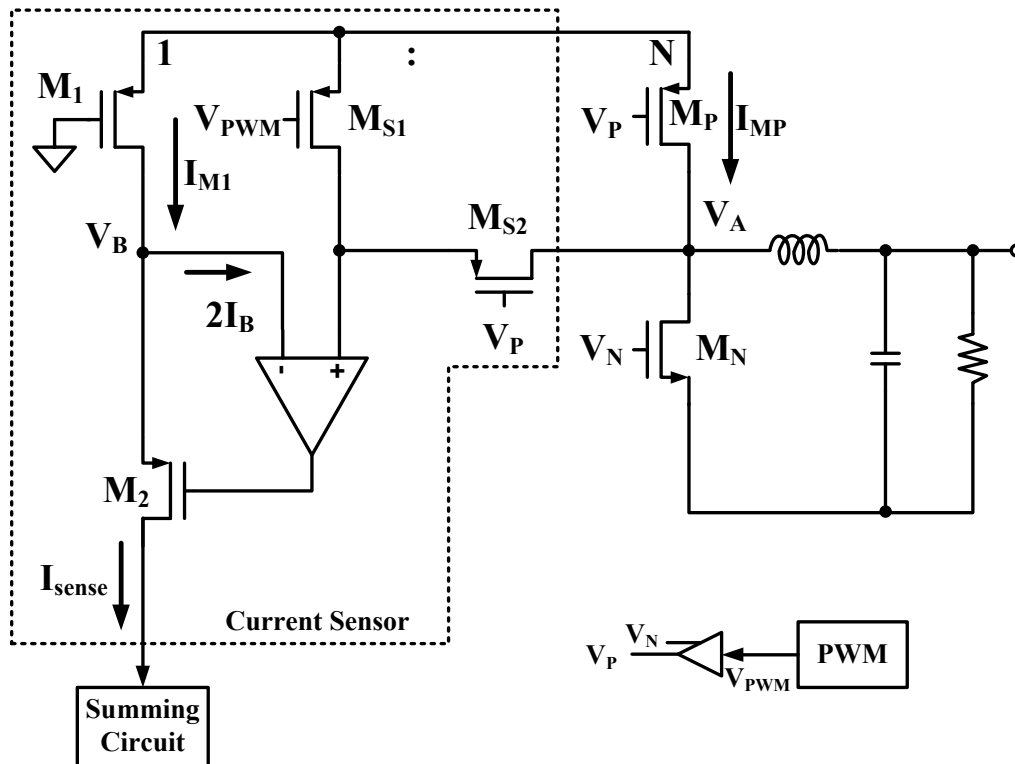 1 : N
M1
VPWM MS1
VP MP IMP
IM1
VB
MS2
VA
2IB
VP
VN MN
- +
M2
Isense
Current Sensor
VN
VP
VPWM
PWM
Summing
Circuit